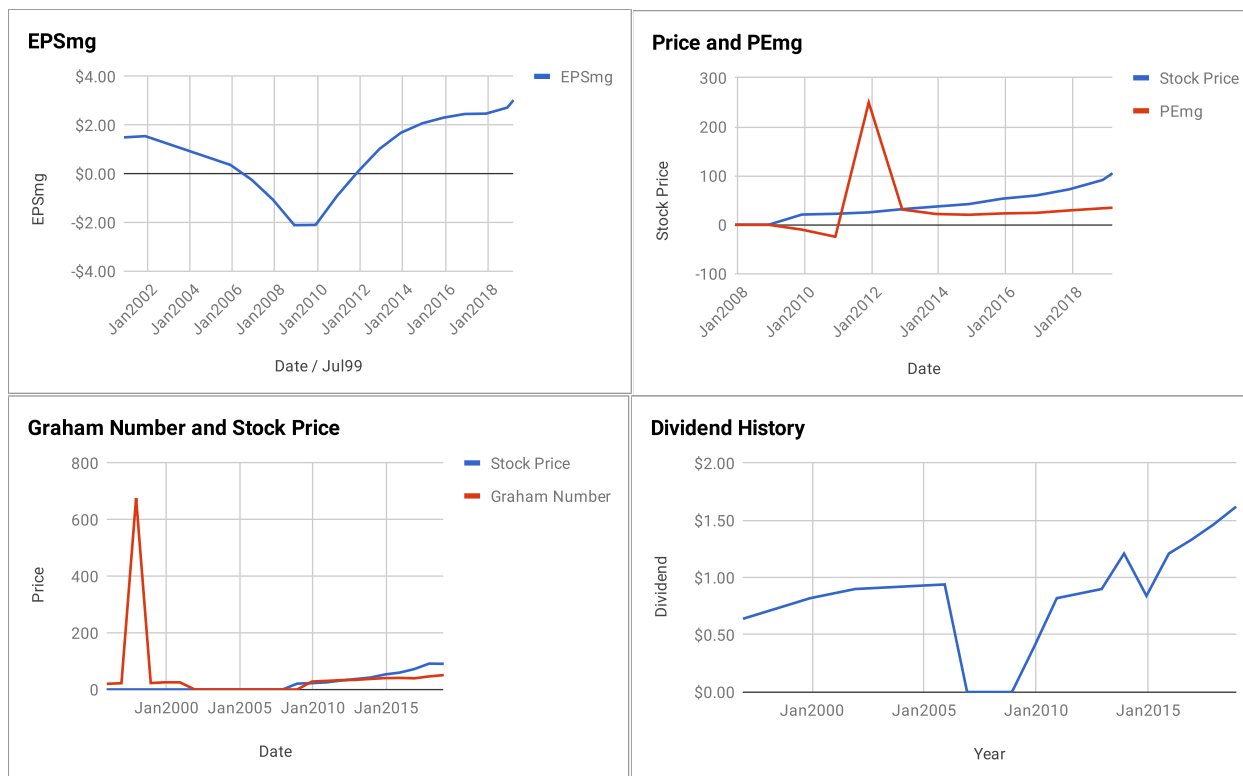 EPSmg
EPSmg
$4.00
$2.00
$0.00
-$2.00
-$4.00
EPSmg
Jan2002
Jan2004
Jan2006
Jan2008
Jan2010
Jan2012
Jan2014
Jan2016
Jan2018
Date / Jul99
Price and PEmg
Stock Price
PEmg
300
200
100
0
-100
Stock Price
Jan2008
Jan2010
Jan2012
Jan2014
Jan2016
Jan2018
Date
Graham Number and Stock Price
Stock Price
Graham Number
800
600
400
200
0
Price
Jan2000 Jan2005 Jan2010 Jan2015
Date
Dividend History
$2.00
$1.50
$1.00
$0.50
$0.00
Dividend
Jan2000 Jan2005 Jan2010 Jan2015
Year